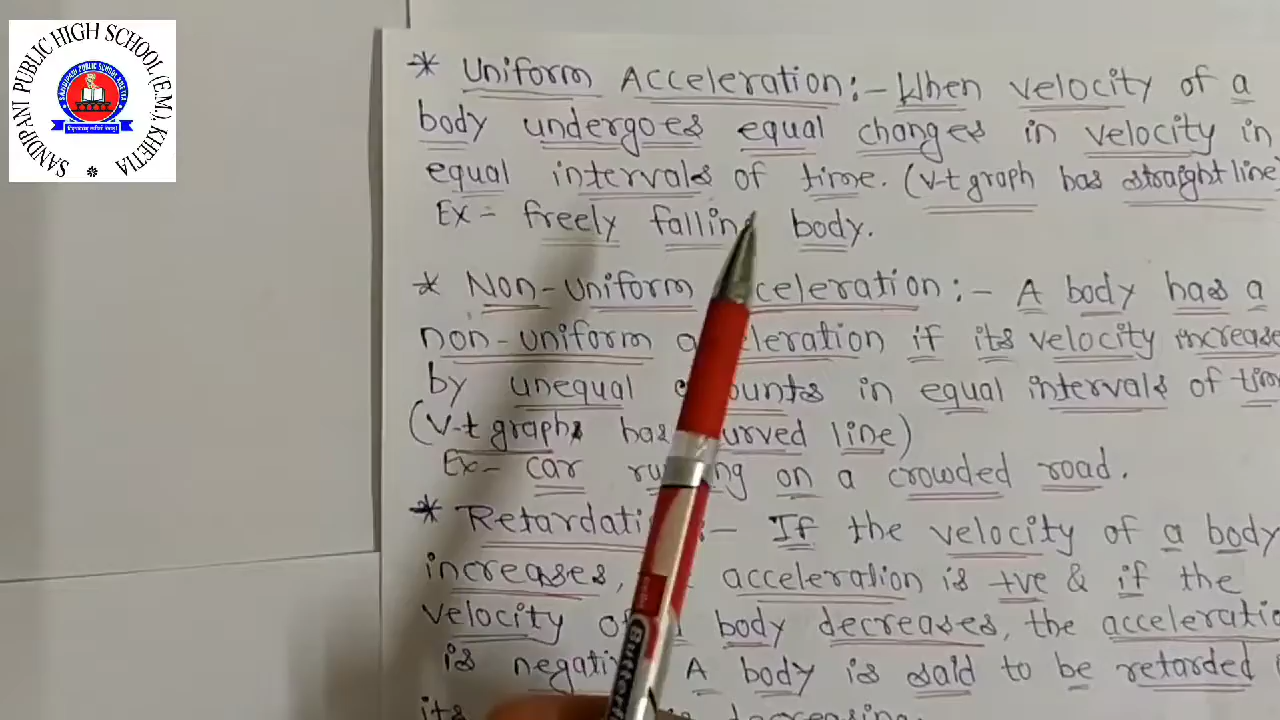 SANDIPANI PUBLIC HIGH SCHOOL (E.M.), KHETIA
* Uniform Acceleration:- When velocity of a
body undergoes equal changes in velocity in
equal intervals of time. (V-t graph has straight line
Ex = freely falling body.
* Non-uniform celeration:- A body has a
non-uniform leration if its velocity increase
by unequal ounts in equal intervals of tim
(V-t graph has urved line)
Ex- car ru ng on a crowded road.
* Retardati :- If the velocity of a body
increases, acceleration is +ve & if the
velocity of body decreases, the acceleratio
is negati A body is said to be retarded
its decreasing.